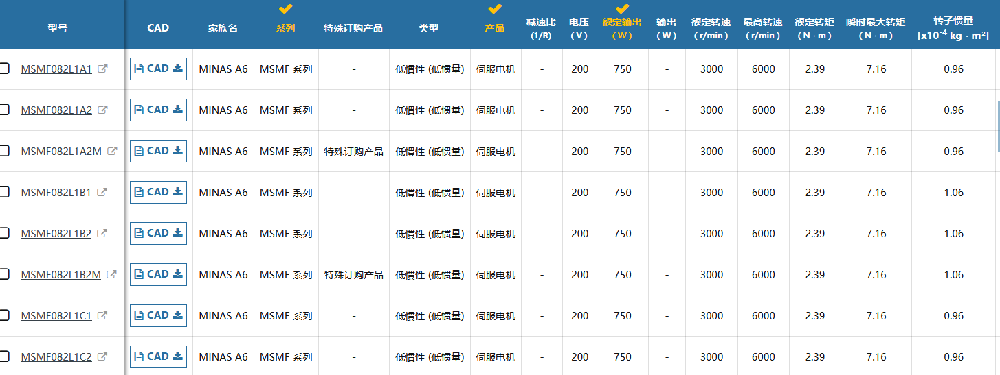 型号 CAD 家族名 系列 特殊订购产品 类型 产品 减速比 (1/R) 电压 ( V ) 额定输出 ( W ) 输出 ( W ) 额定转速 ( r/min ) 最高转速 ( r/min ) 额定转矩 ( N · m ) 瞬时最大转矩 ( N · m ) 转子惯量 [x10-4 kg · m²]
MSMF082L1A1 CAD MINAS A6 MSMF 系列 - 低慣性 (低惯量) 伺服电机 - 200 750 - 3000 6000 2.39 7.16 0.96
MSMF082L1A2 CAD MINAS A6 MSMF 系列 - 低慣性 (低惯量) 伺服电机 - 200 750 - 3000 6000 2.39 7.16 0.96
MSMF082L1A2M CAD MINAS A6 MSMF 系列 特殊订购产品 低慣性 (低惯量) 伺服电机 - 200 750 - 3000 6000 2.39 7.16 0.96
MSMF082L1B1 CAD MINAS A6 MSMF 系列 - 低慣性 (低惯量) 伺服电机 - 200 750 - 3000 6000 2.39 7.16 1.06
MSMF082L1B2 CAD MINAS A6 MSMF 系列 - 低慣性 (低惯量) 伺服电机 - 200 750 - 3000 6000 2.39 7.16 1.06
MSMF082L1B2M CAD MINAS A6 MSMF 系列 特殊订购产品 低慣性 (低惯量) 伺服电机 - 200 750 - 3000 6000 2.39 7.16 1.06
MSMF082L1C1 CAD MINAS A6 MSMF 系列 - 低慣性 (低惯量) 伺服电机 - 200 750 - 3000 6000 2.39 7.16 0.96
MSMF082L1C2 CAD MINAS A6 MSMF 系列 - 低慣性 (低惯量) 伺服电机 - 200 750 - 3000 6000 2.39 7.16 0.96